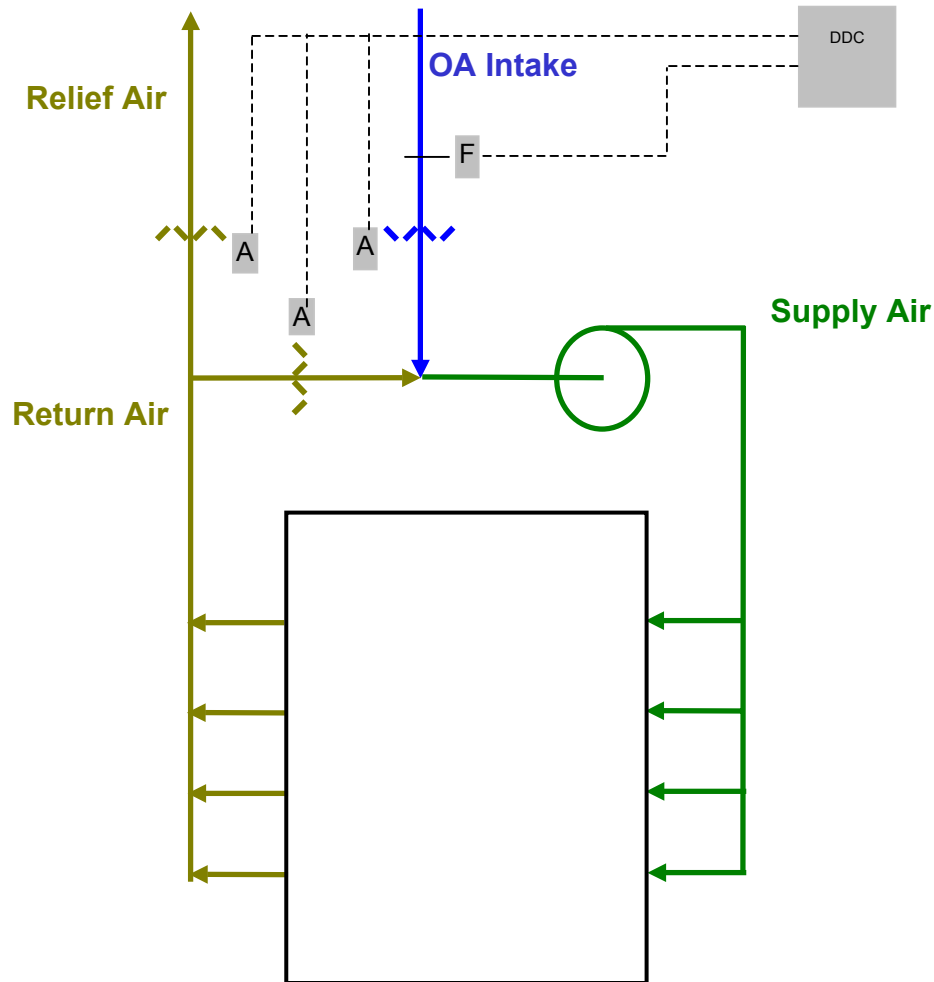 DDC
OA Intake
Relief Air
F
A
A
A
Supply Air
Return Air